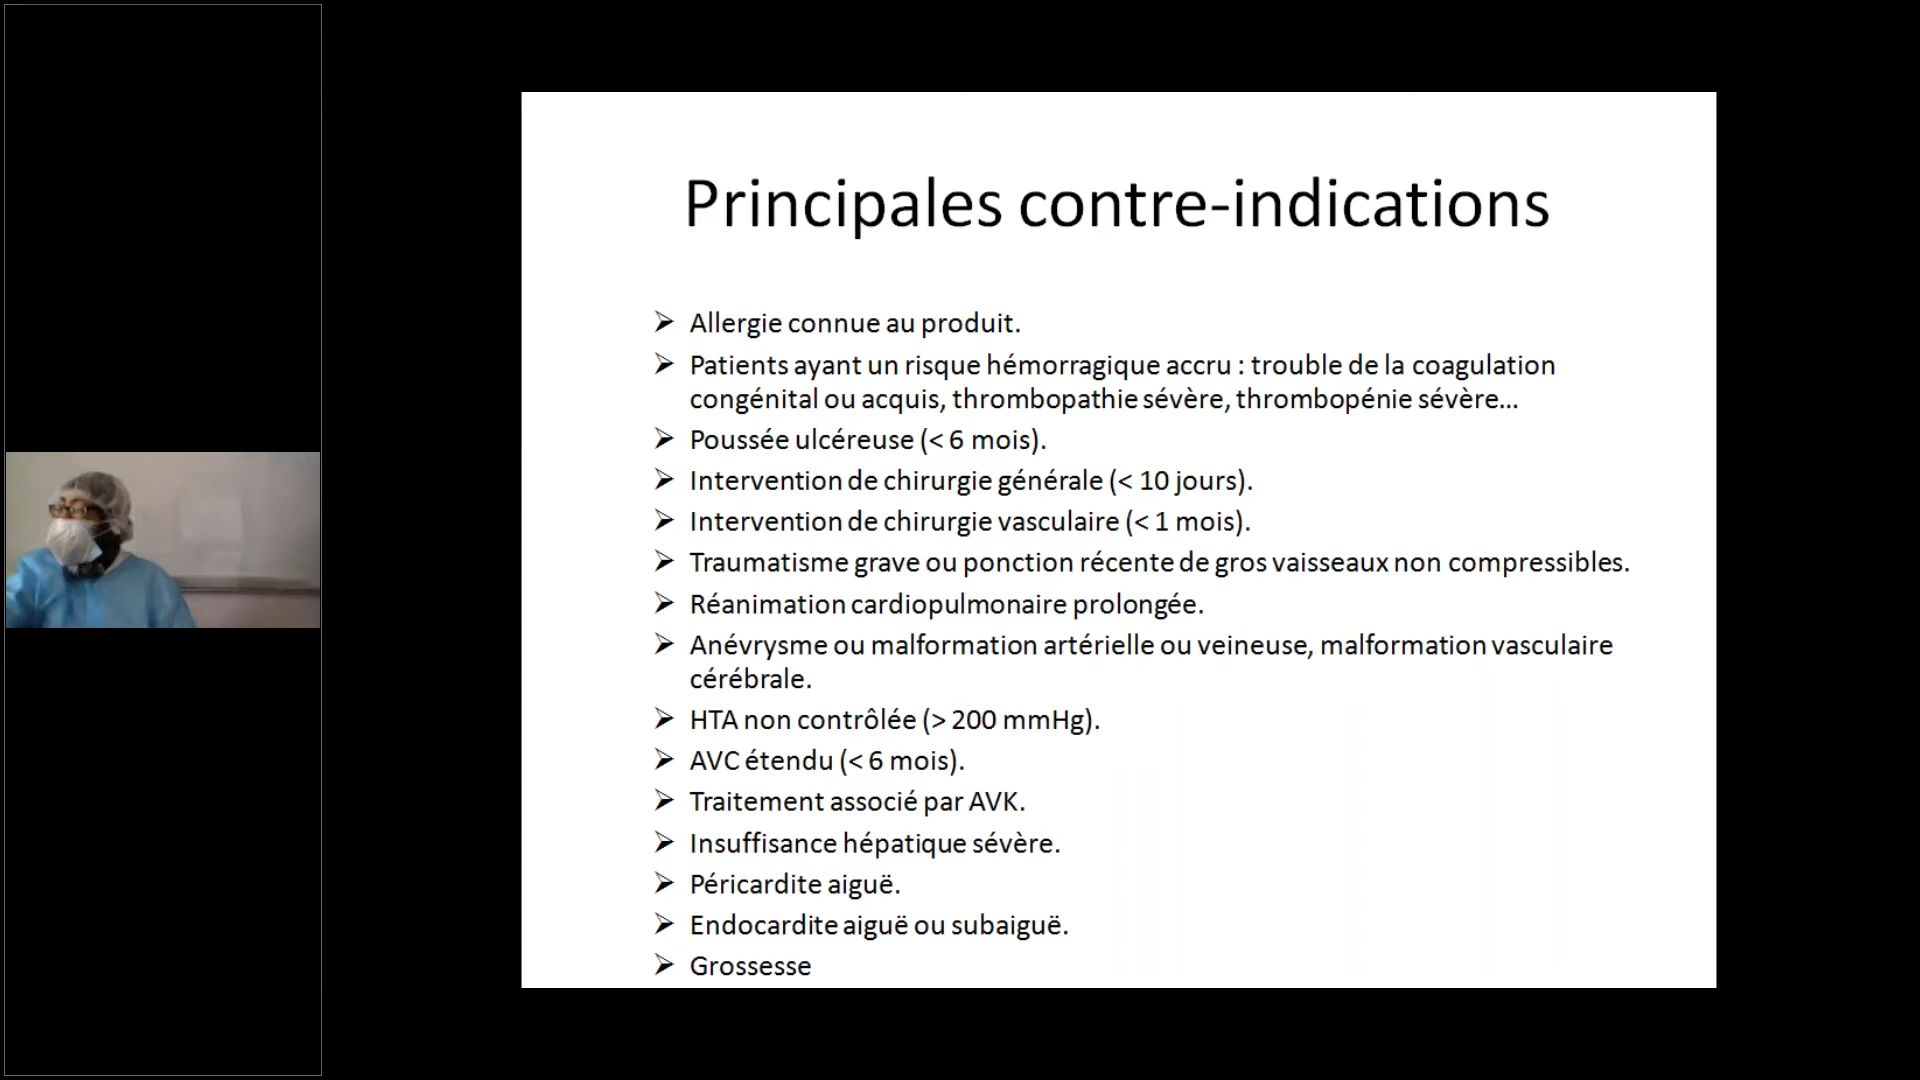 Principales contre-indications
Allergie connue au produit.
Patients ayant un risque hémorragique accru : trouble de la coagulation
congénital ou acquis, thrombopathie sévère, thrombopénie sévère...
Poussée ulcéreuse (< 6 mois).
Intervention de chirurgie générale (< 10 jours).
Intervention de chirurgie vasculaire (< 1 mois).
Traumatisme grave ou ponction récente de gros vaisseaux non compressibles.
Réanimation cardiopulmonaire prolongée.
Anévrysme ou malformation artérielle ou veineuse, malformation vasculaire
cérébrale.
HTA non contrôlée (> 200 mmHg).
AVC étendu (< 6 mois).
Traitement associé par AVK.
Insuffisance hépatique sévère.
Péricardite aiguë.
Endocardite aiguë ou subaiguë.
Grossesse